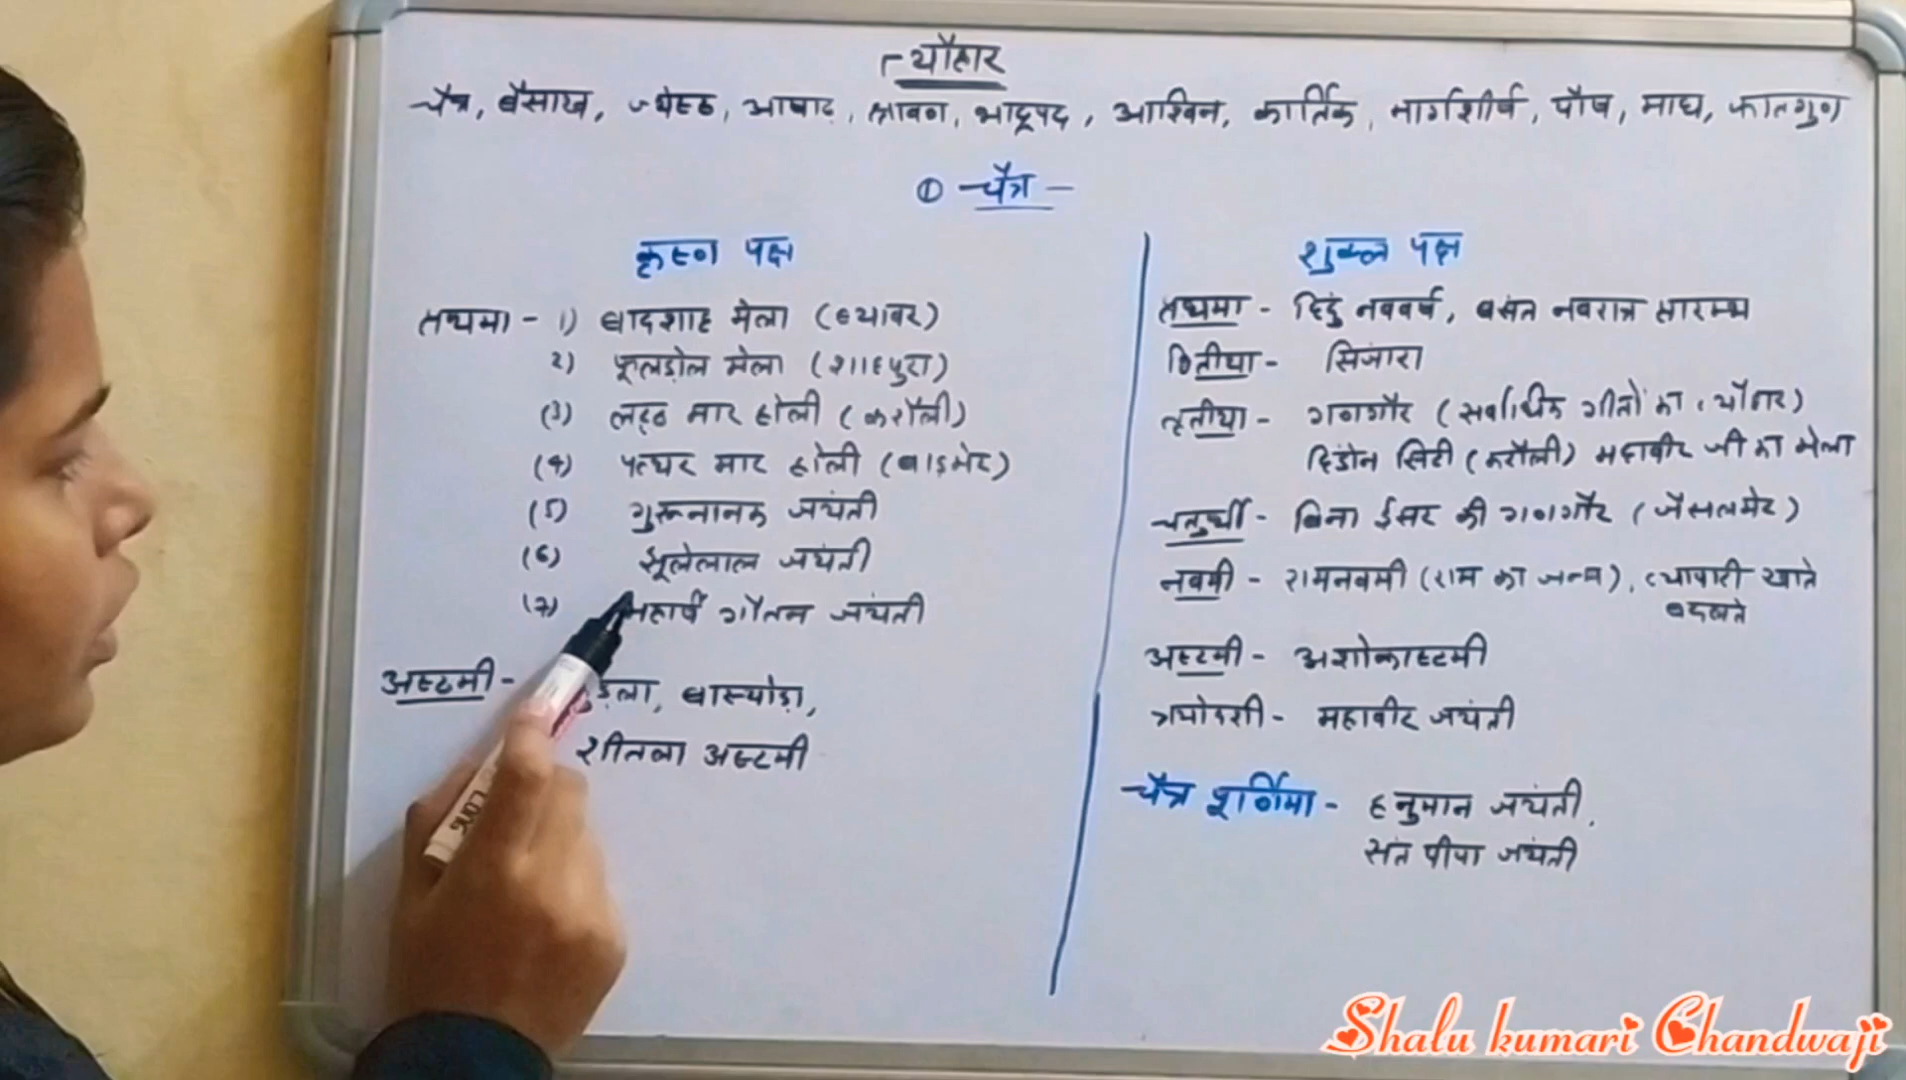 त्यौहार
चैत्र, बैसाख, ज्येष्ठ, आषाढ़, श्रावण, भाद्रपद, आश्विन, कार्तिक, मार्गशीर्ष, पौष, माघ, फाल्गुण
① चैत्र -
कृष्ण पक्ष
प्रथमा - 1) बादशाह मेला (ब्यावर)
2) फूलडोल मेला (शाहपुरा)
(3) लट्ठ मार होली (करौली)
(4) पत्थर मार होली (बाड़मेर)
(5) गुरूनानक जयंती
(6) झूलेलाल जयंती
(7) महर्षि गौतम जयंती
अष्टमी - बास्योड़ा,
शीतला अष्टमी
शुक्ल पक्ष
प्रथमा - हिंदु नववर्ष, बसंत नवरात्र प्रारम्भ
द्वितीया - सिंजारा
तृतीया - गणगौर (सर्वाधिक गीतों का त्यौहार)
हिंडोन सिटी (करौली) महावीर जी का मेला
चतुर्थी - बिना ईसर की गणगौर (जैसलमेर)
नवमी - रामनवमी (राम का जन्म), व्यापारी खाते
बदलते
अष्टमी - अशोकाष्टमी
त्रयोदशी - महावीर जयंती
चैत्र पूर्णिमा - हनुमान जयंती,
संत पीपा जयंती
LONG
Shalu kumari Chandwaji